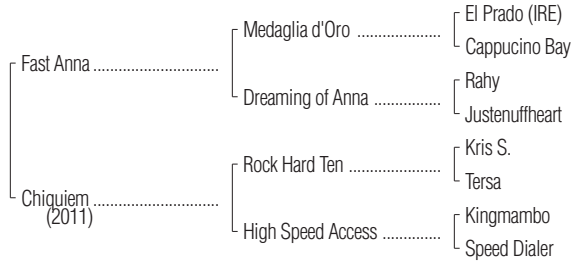 El Prado (IRE)
Medaglia d'Oro ....................
Cappucino Bay
Fast Anna ..............................
Rahy
Dreaming of Anna ................
Justenuffheart
Kris S.
Rock Hard Ten ......................
Tersa
Chiquiem ..............................
(2011)
Kingmambo
High Speed Access ...............
Speed Dialer